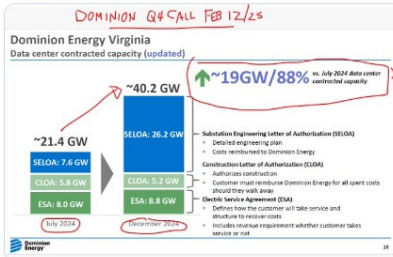 DOMINION Q4 CALL FEB 12/25
Dominion Energy Virginia
Data center contracted capacity (updated)
~19GW/88%
vs. July 2024 data center
contracted capacity
~40.2 GW
~21.4 GW
SELOA: 26.2 GW
SELOA: 7.6 GW
CLOA: 5.8 GW
CLOA: 5.2 GW
ESA: 8.0 GW
ESA: 8.8 GW
July 2024
December 2024
Substation Engineering Letter of Authorization (SELOA)
• Detailed engineering plan
• Costs reimbursed to Dominion Energy
Construction Letter of Authorization (CLOA)
• Authorizes construction
• Customer must reimburse Dominion Energy for all spent costs
should they walk away
Electric Service Agreement (ESA)
• Defines how the customer will take service and
structure to recover costs
• Includes revenue requirement whether customer takes
service or not
Dominion
Energy